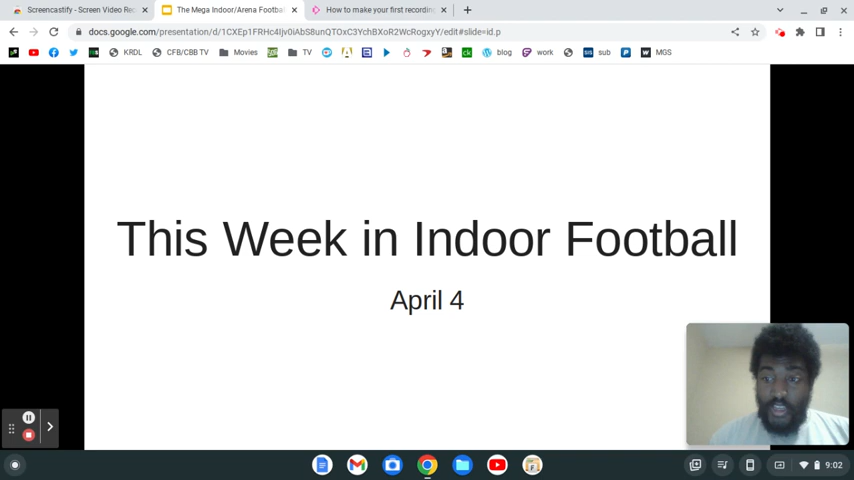 Screencastify - Screen Video Rec
The Mega Indoor/Arena Footba
How to make your first recordin
docs.google.com/presentation/d/1CXEp1FRHc4Ijv0iAbS8unQTOxC3YchBXoR2WcRogxyY/edit#slide=id.p
KRDL CFB/CBB TV Movies TV blog work sub MGS
This Week in Indoor Football
April 4
9:02